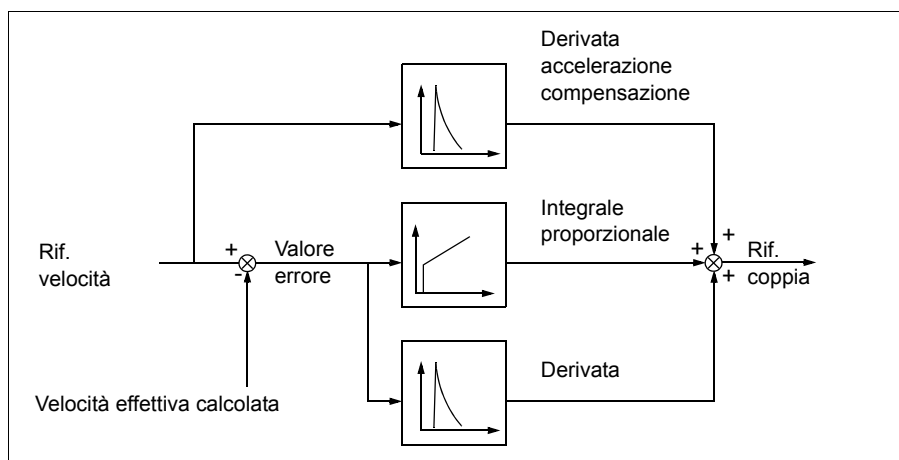 Derivata
accelerazione
compensazione
Integrale
proporzionale
Rif.
velocità
+
-
Valore
errore
+
+
+
Rif.
coppia
Derivata
Velocità effettiva calcolata